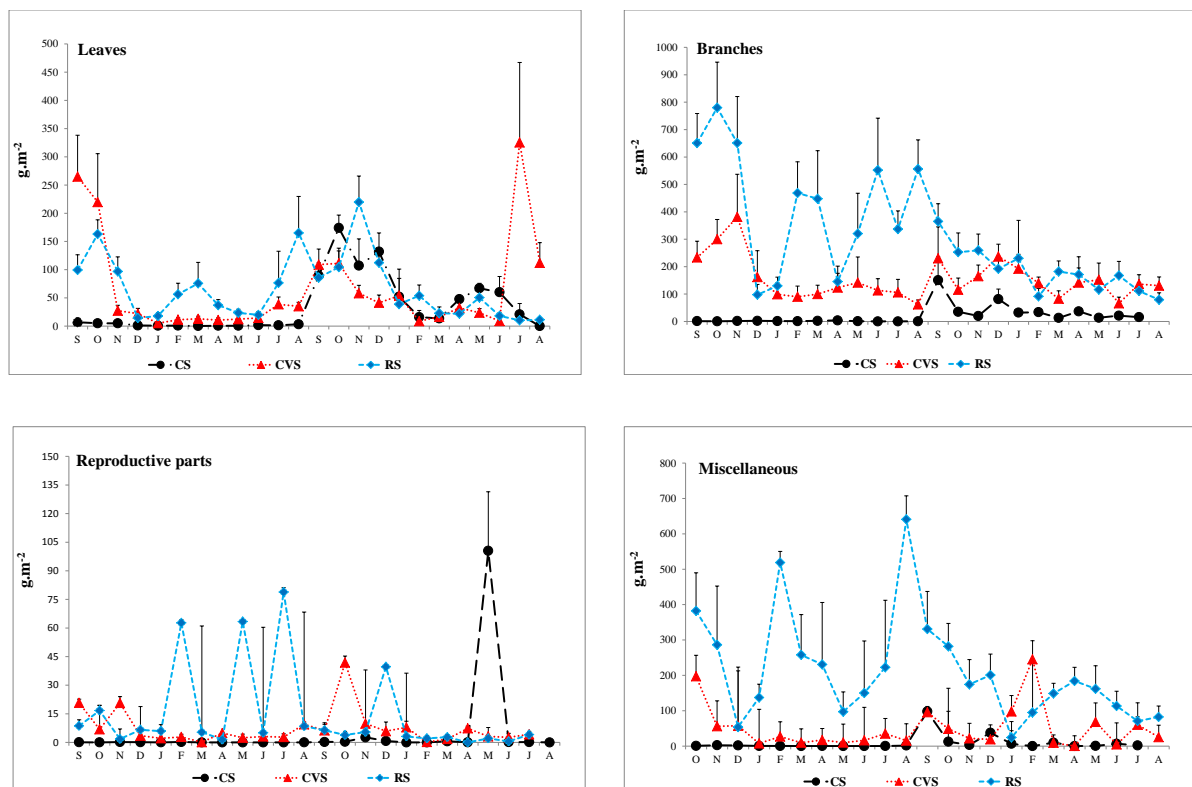 Leaves
g.m-2
500
450
400
350
300
250
200
150
100
50
0
S O N D J F M A M J J A S O N D J F M A M J J A
CS CVS RS
Branches
g.m-2
1000
900
800
700
600
500
400
300
200
100
0
S O N D J F M A M J J A S O N D J F M A M J J A
CS CVS RS
Reproductive parts
g.m-2
150
135
120
105
90
75
60
45
30
15
0
S O N D J F M A M J J A S O N D J F M A M J J A
CS CVS RS
Miscellaneous
g.m-2
800
700
600
500
400
300
200
100
0
O N D J F M A M J J A S O N D J F M A M J J A
CS CVS RS